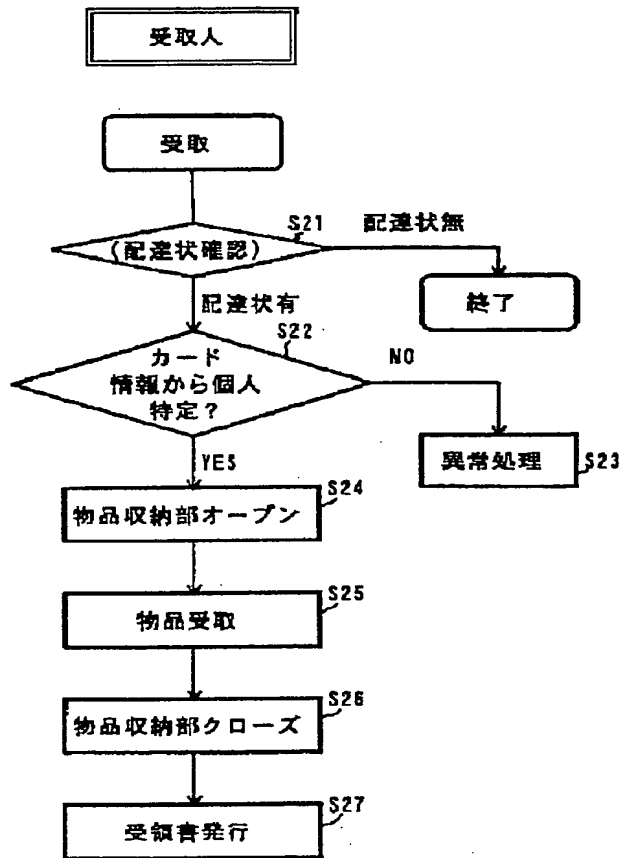 受取人
受取
S21
(配達状確認)
配達状無
終了
配達状有
S22
カード
情報から個人
特定？
NO
異常処理
S23
YES
S24
物品収納部オープン
S25
物品受取
S26
物品収納部クローズ
S27
受領書発行